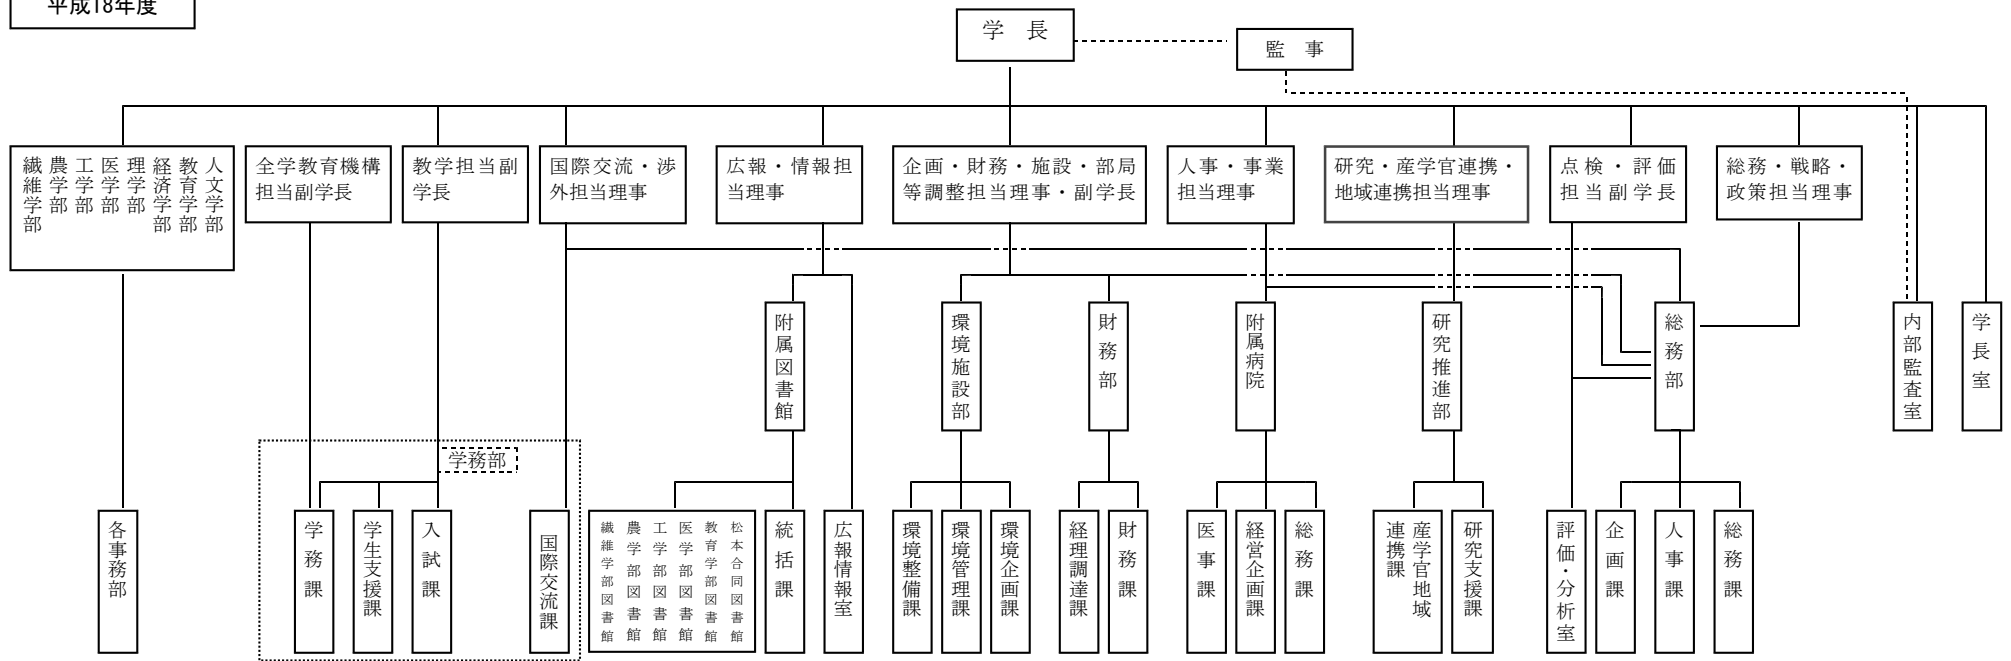 平成18年度
学　長
監　事
人文学部
教育学部
経済学部
理学部
医学部
工学部
農学部
繊維学部
全学教育機構
担当副学長
教学担当副
学長
国際交流・渉
外担当理事
広報・情報担
当理事
企画・財務・施設・部局
等調整担当理事・副学長
人事・事業
担当理事
研究・産学官連携・
地域連携担当理事
点検・評価
担当副学長
総務・戦略・
政策担当理事
附属図書館
環境施設部
財務部
附属病院
研究推進部
総務部
内部監査室
学長室
学務部
各事務部
学務課
学生支援課
入試課
国際交流課
松本合同図書館
教育学部図書館
医学部図書館
工学部図書館
農学部図書館
繊維学部図書館
統括課
広報情報室
環境整備課
環境管理課
環境企画課
経理調達課
財務課
医事課
経営企画課
総務課
産学官地域
連携課
研究支援課
評価・分析室
企画課
人事課
総務課